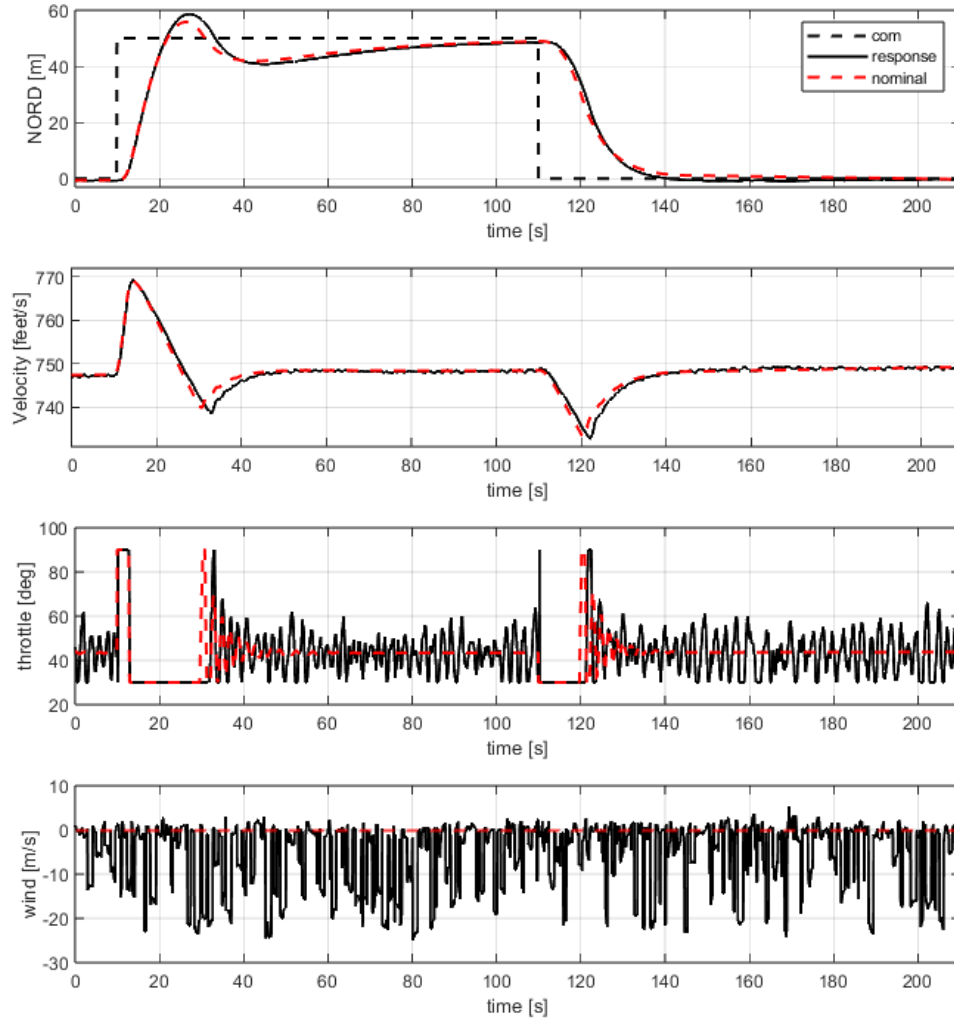 60
40
20
0
NORD [m]
com
response
nominal
0 20 40 60 80 100 120 140 160 180 200
time [s]
770
760
750
740
Velocity [feet/s]
0 20 40 60 80 100 120 140 160 180 200
time [s]
100
80
60
40
20
throttle [deg]
0 20 40 60 80 100 120 140 160 180 200
time [s]
10
0
-10
-20
-30
wind [m/s]
0 20 40 60 80 100 120 140 160 180 200
time [s]